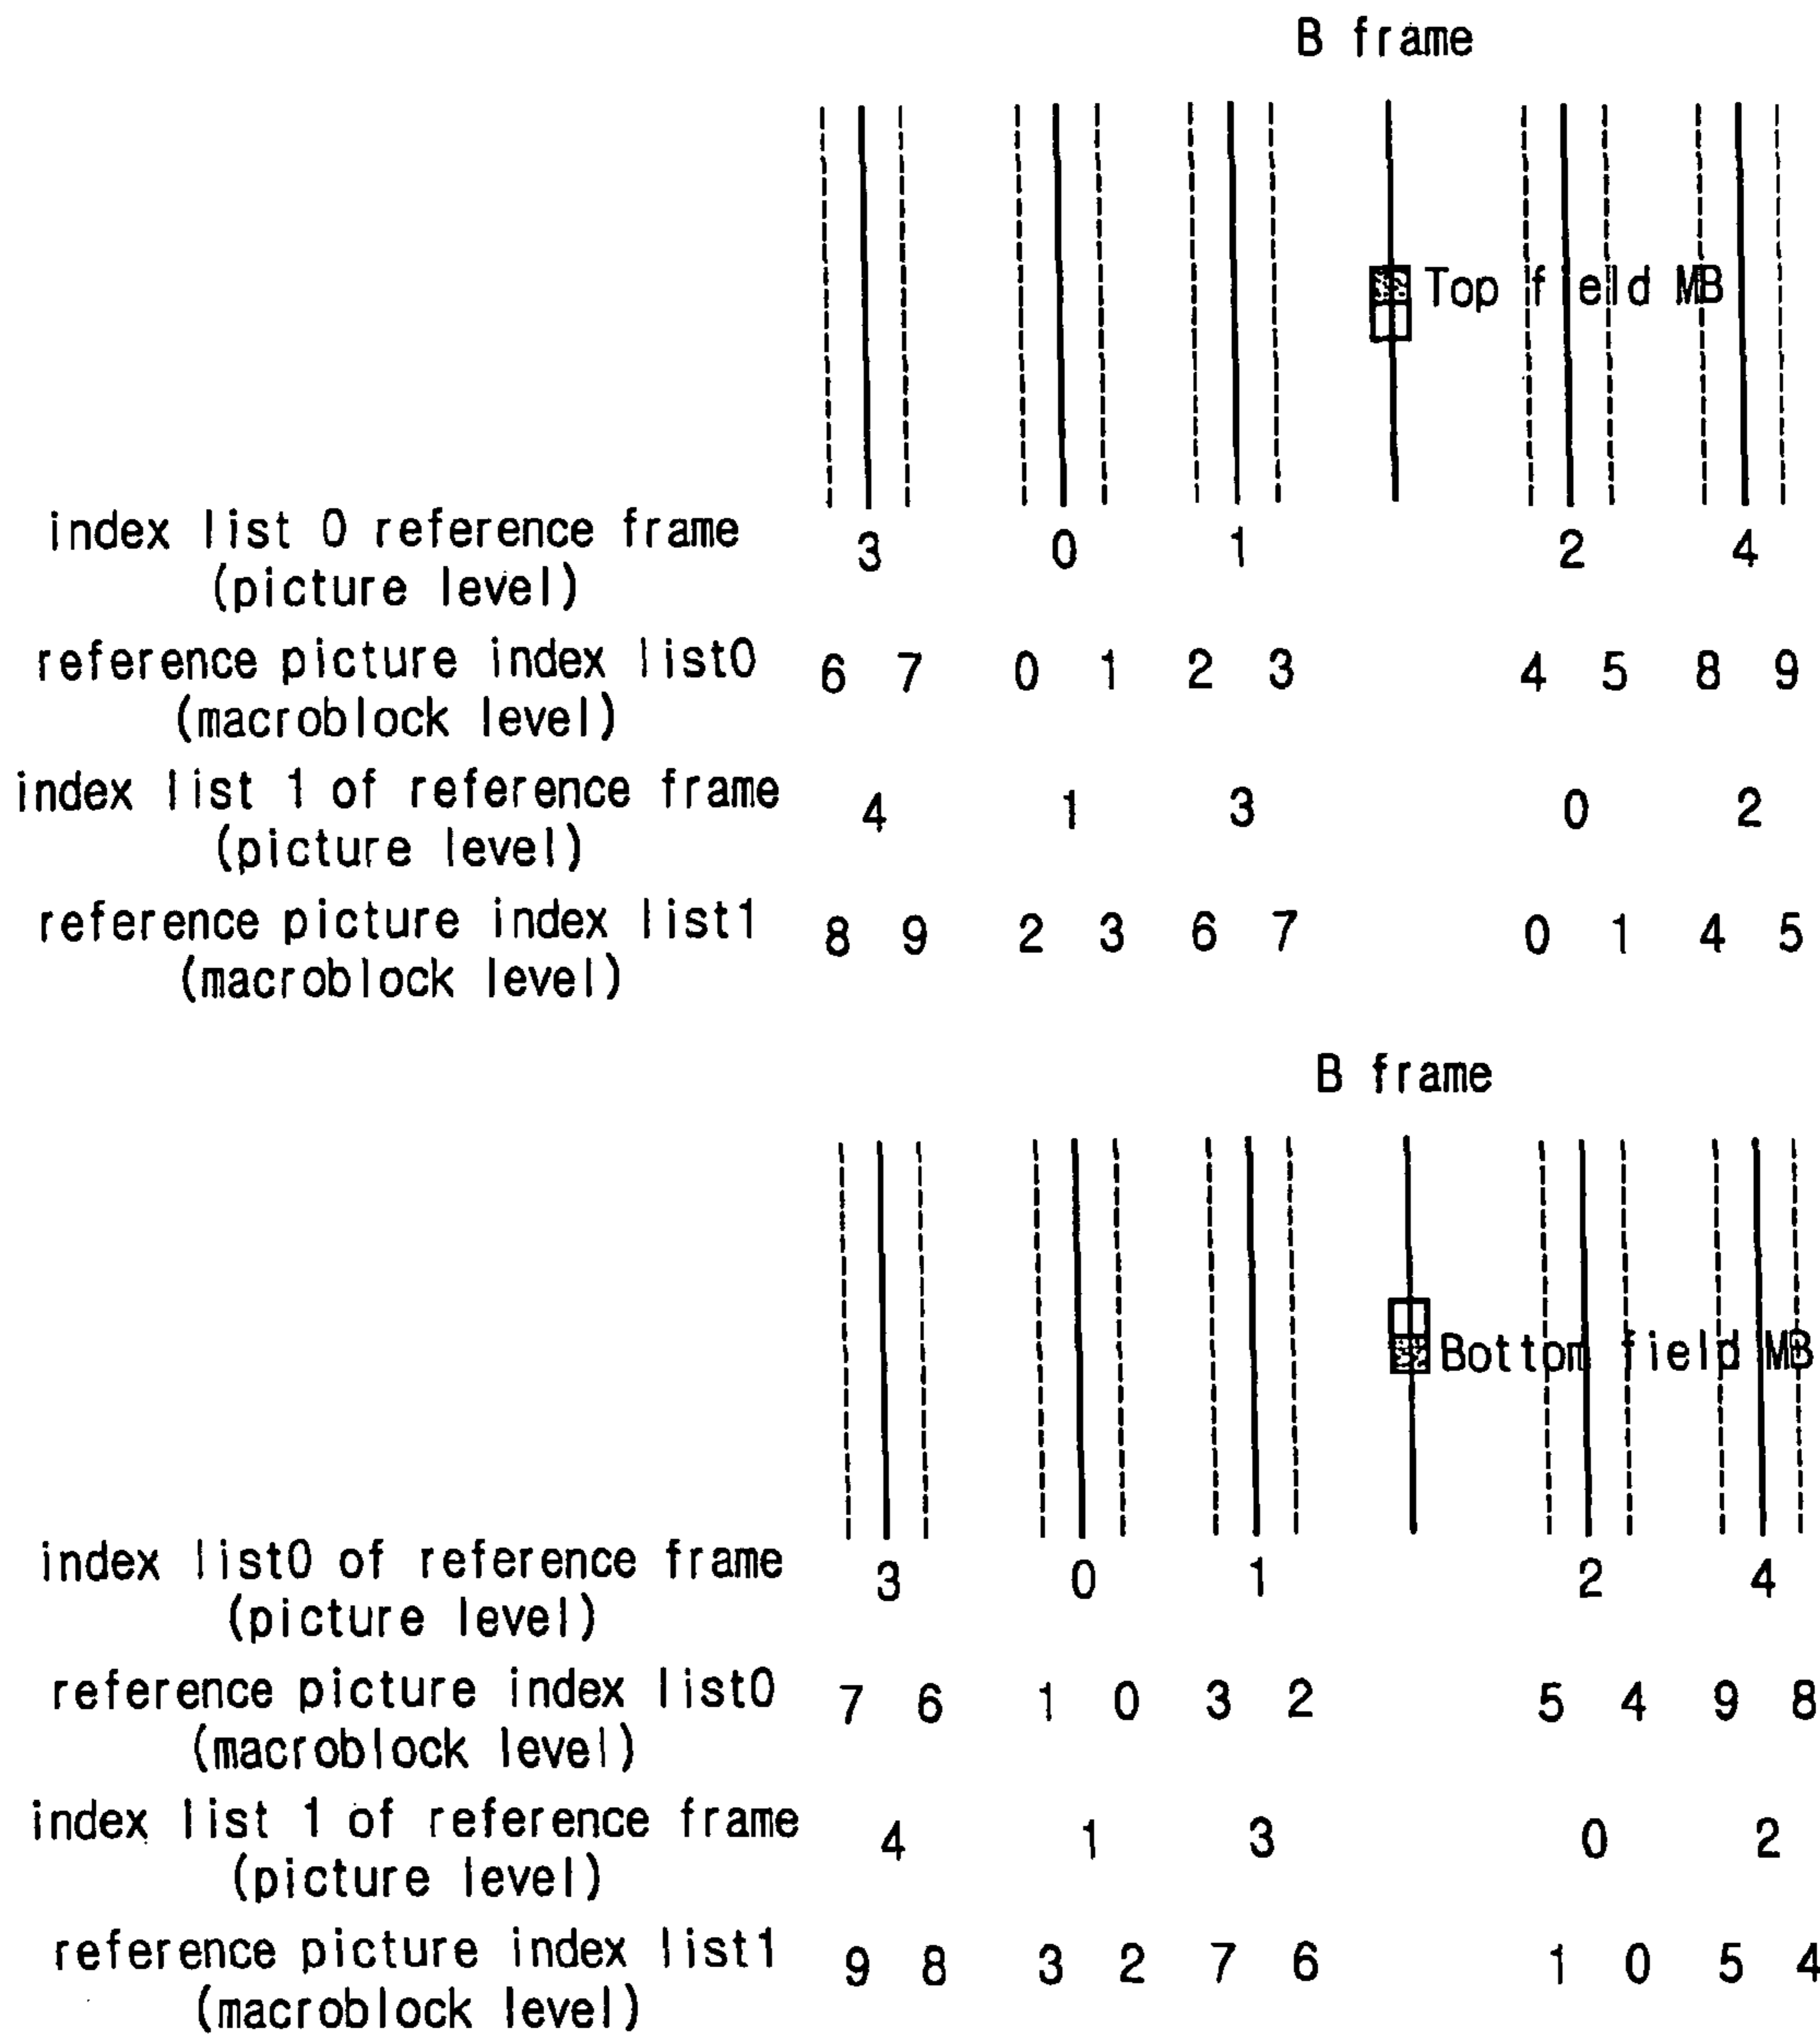 B frame
Top field MB
index list 0 reference frame 3 0 1 2 4
(picture level)
reference picture index list0 6 7 0 1 2 3 4 5 8 9
(macroblock level)
index list 1 of reference frame 4 1 3 0 2
(picture level)
reference picture index list1 8 9 2 3 6 7 0 1 4 5
(macroblock level)
B frame
Bottom field MB
index list0 of reference frame 3 0 1 2 4
(picture level)
reference picture index list0 7 6 1 0 3 2 5 4 9 8
(macroblock level)
index list 1 of reference frame 4 1 3 0 2
(picture level)
reference picture index list1 9 8 3 2 7 6 1 0 5 4
(macroblock level)